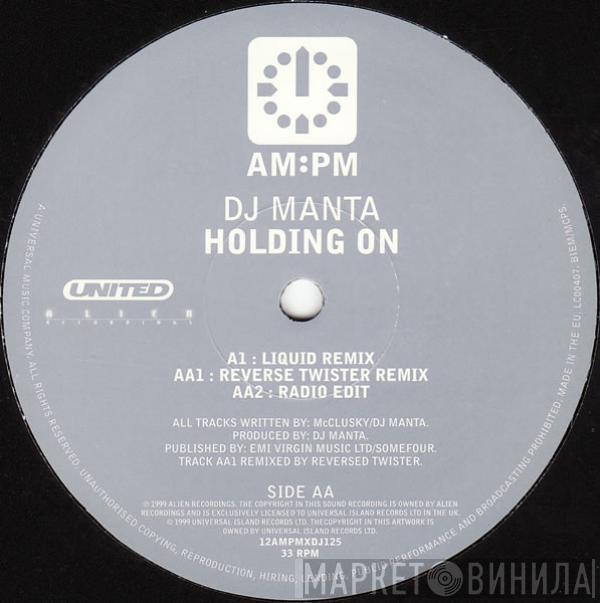 AM:PM
DJ MANTA
HOLDING ON
UNITED
ALIEN
RECORDINGS
A1 : LIQUID REMIX
AA1 : REVERSE TWISTER REMIX
AA2 : RADIO EDIT
ALL TRACKS WRITTEN BY: McCLUSKY/DJ MANTA.
PRODUCED BY: DJ MANTA.
PUBLISHED BY: EMI VIRGIN MUSIC LTD/SOMEFOUR.
TRACK AA1 REMIXED BY REVERSED TWISTER.
SIDE AA
℗ 1999 ALIEN RECORDINGS. THE COPYRIGHT IN THIS SOUND RECORDING IS OWNED BY ALIEN
RECORDINGS AND IS EXCLUSIVELY LICENSED TO UNIVERSAL ISLAND RECORDS LTD IN THE UK.
© 1999 UNIVERSAL ISLAND RECORDS LTD. THE COPYRIGHT IN THIS ARTWORK IS
OWNED BY UNIVERSAL ISLAND RECORDS LTD.
12AMPMXDJ125
33 RPM
A UNIVERSAL MUSIC COMPANY. ALL RIGHTS RESERVED. UNAUTHORISED COPYING, REPRODUCTION, HIRING, LENDING, PUBLIC PERFORMANCE AND BROADCASTING PROHIBITED. MADE IN THE EU. LC00407. BIEM/MCPS.
МАРКЕТ ВИНИЛА